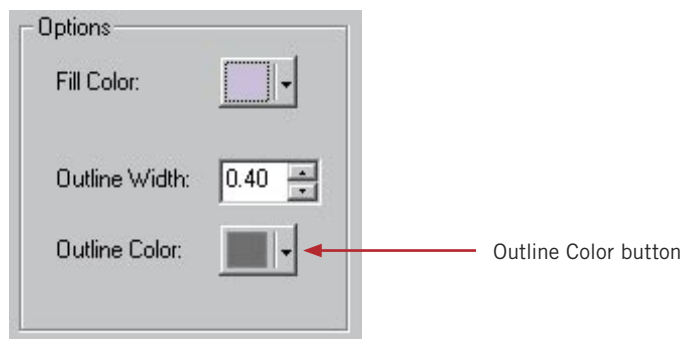 Options
Fill Color:
Outline Width: 0.40
Outline Color:
Outline Color button